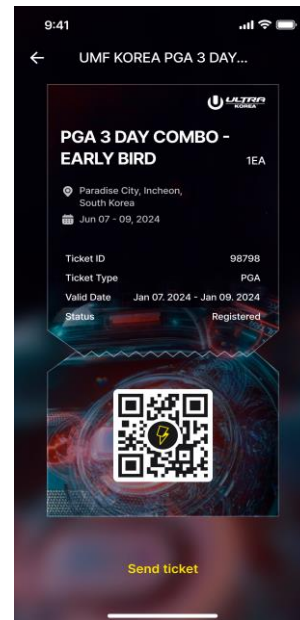 9:41
UMF KOREA PGA 3 DAY...
ULTRA
KOREA
PGA 3 DAY COMBO -
EARLY BIRD 1EA
Paradise City, Incheon,
South Korea
Jun 07 - 09, 2024
Ticket ID 98798
Ticket Type PGA
Valid Date Jan 07. 2024 - Jan 09. 2024
Status Registered
Send ticket